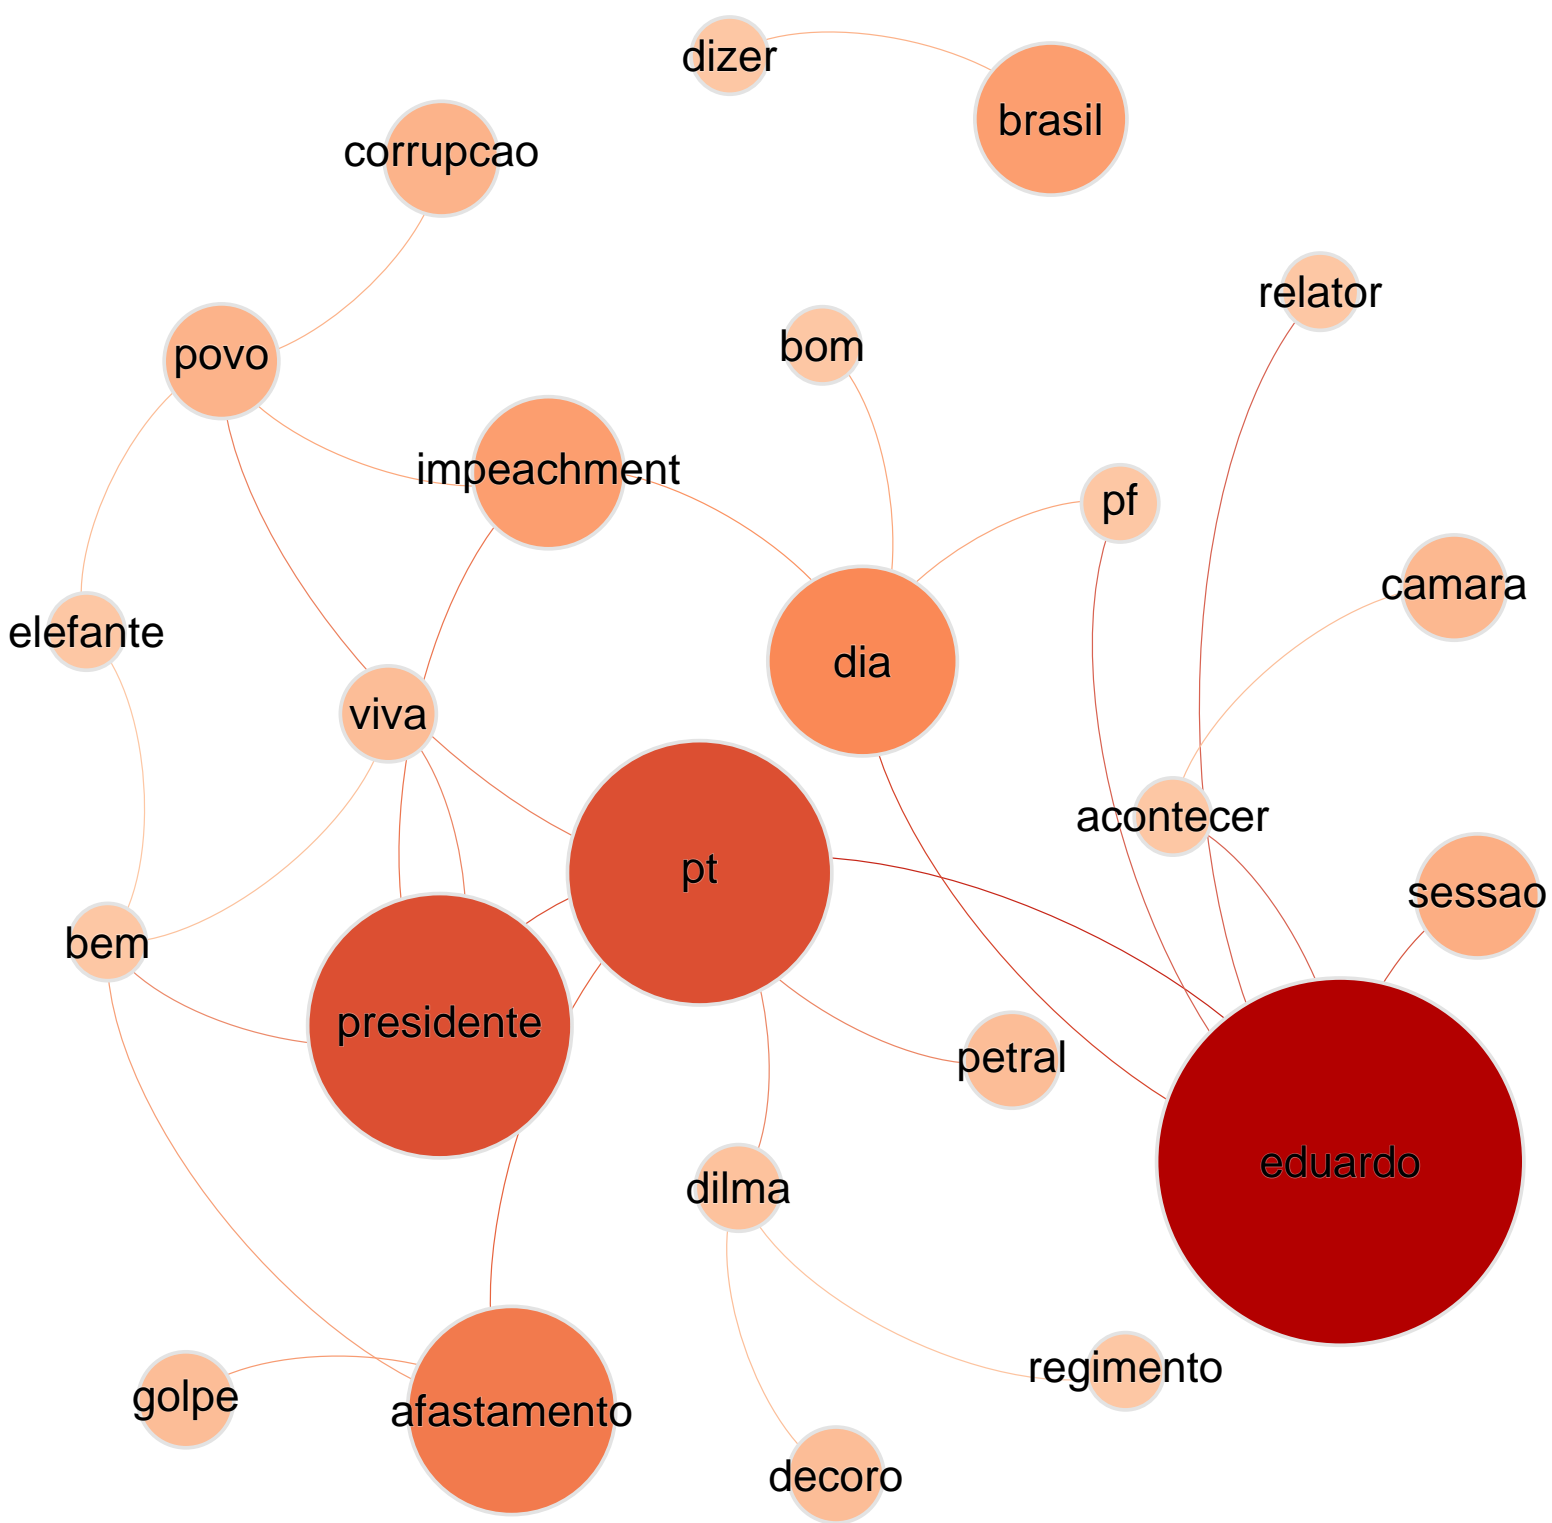 dizer
brasil
corrupcao
relator
bom
povo
impeachment
pf
camara
elefante
dia
viva
acontecer
pt
sessao
bem
presidente
petral
eduardo
dilma
regimento
golpe
afastamento
decoro